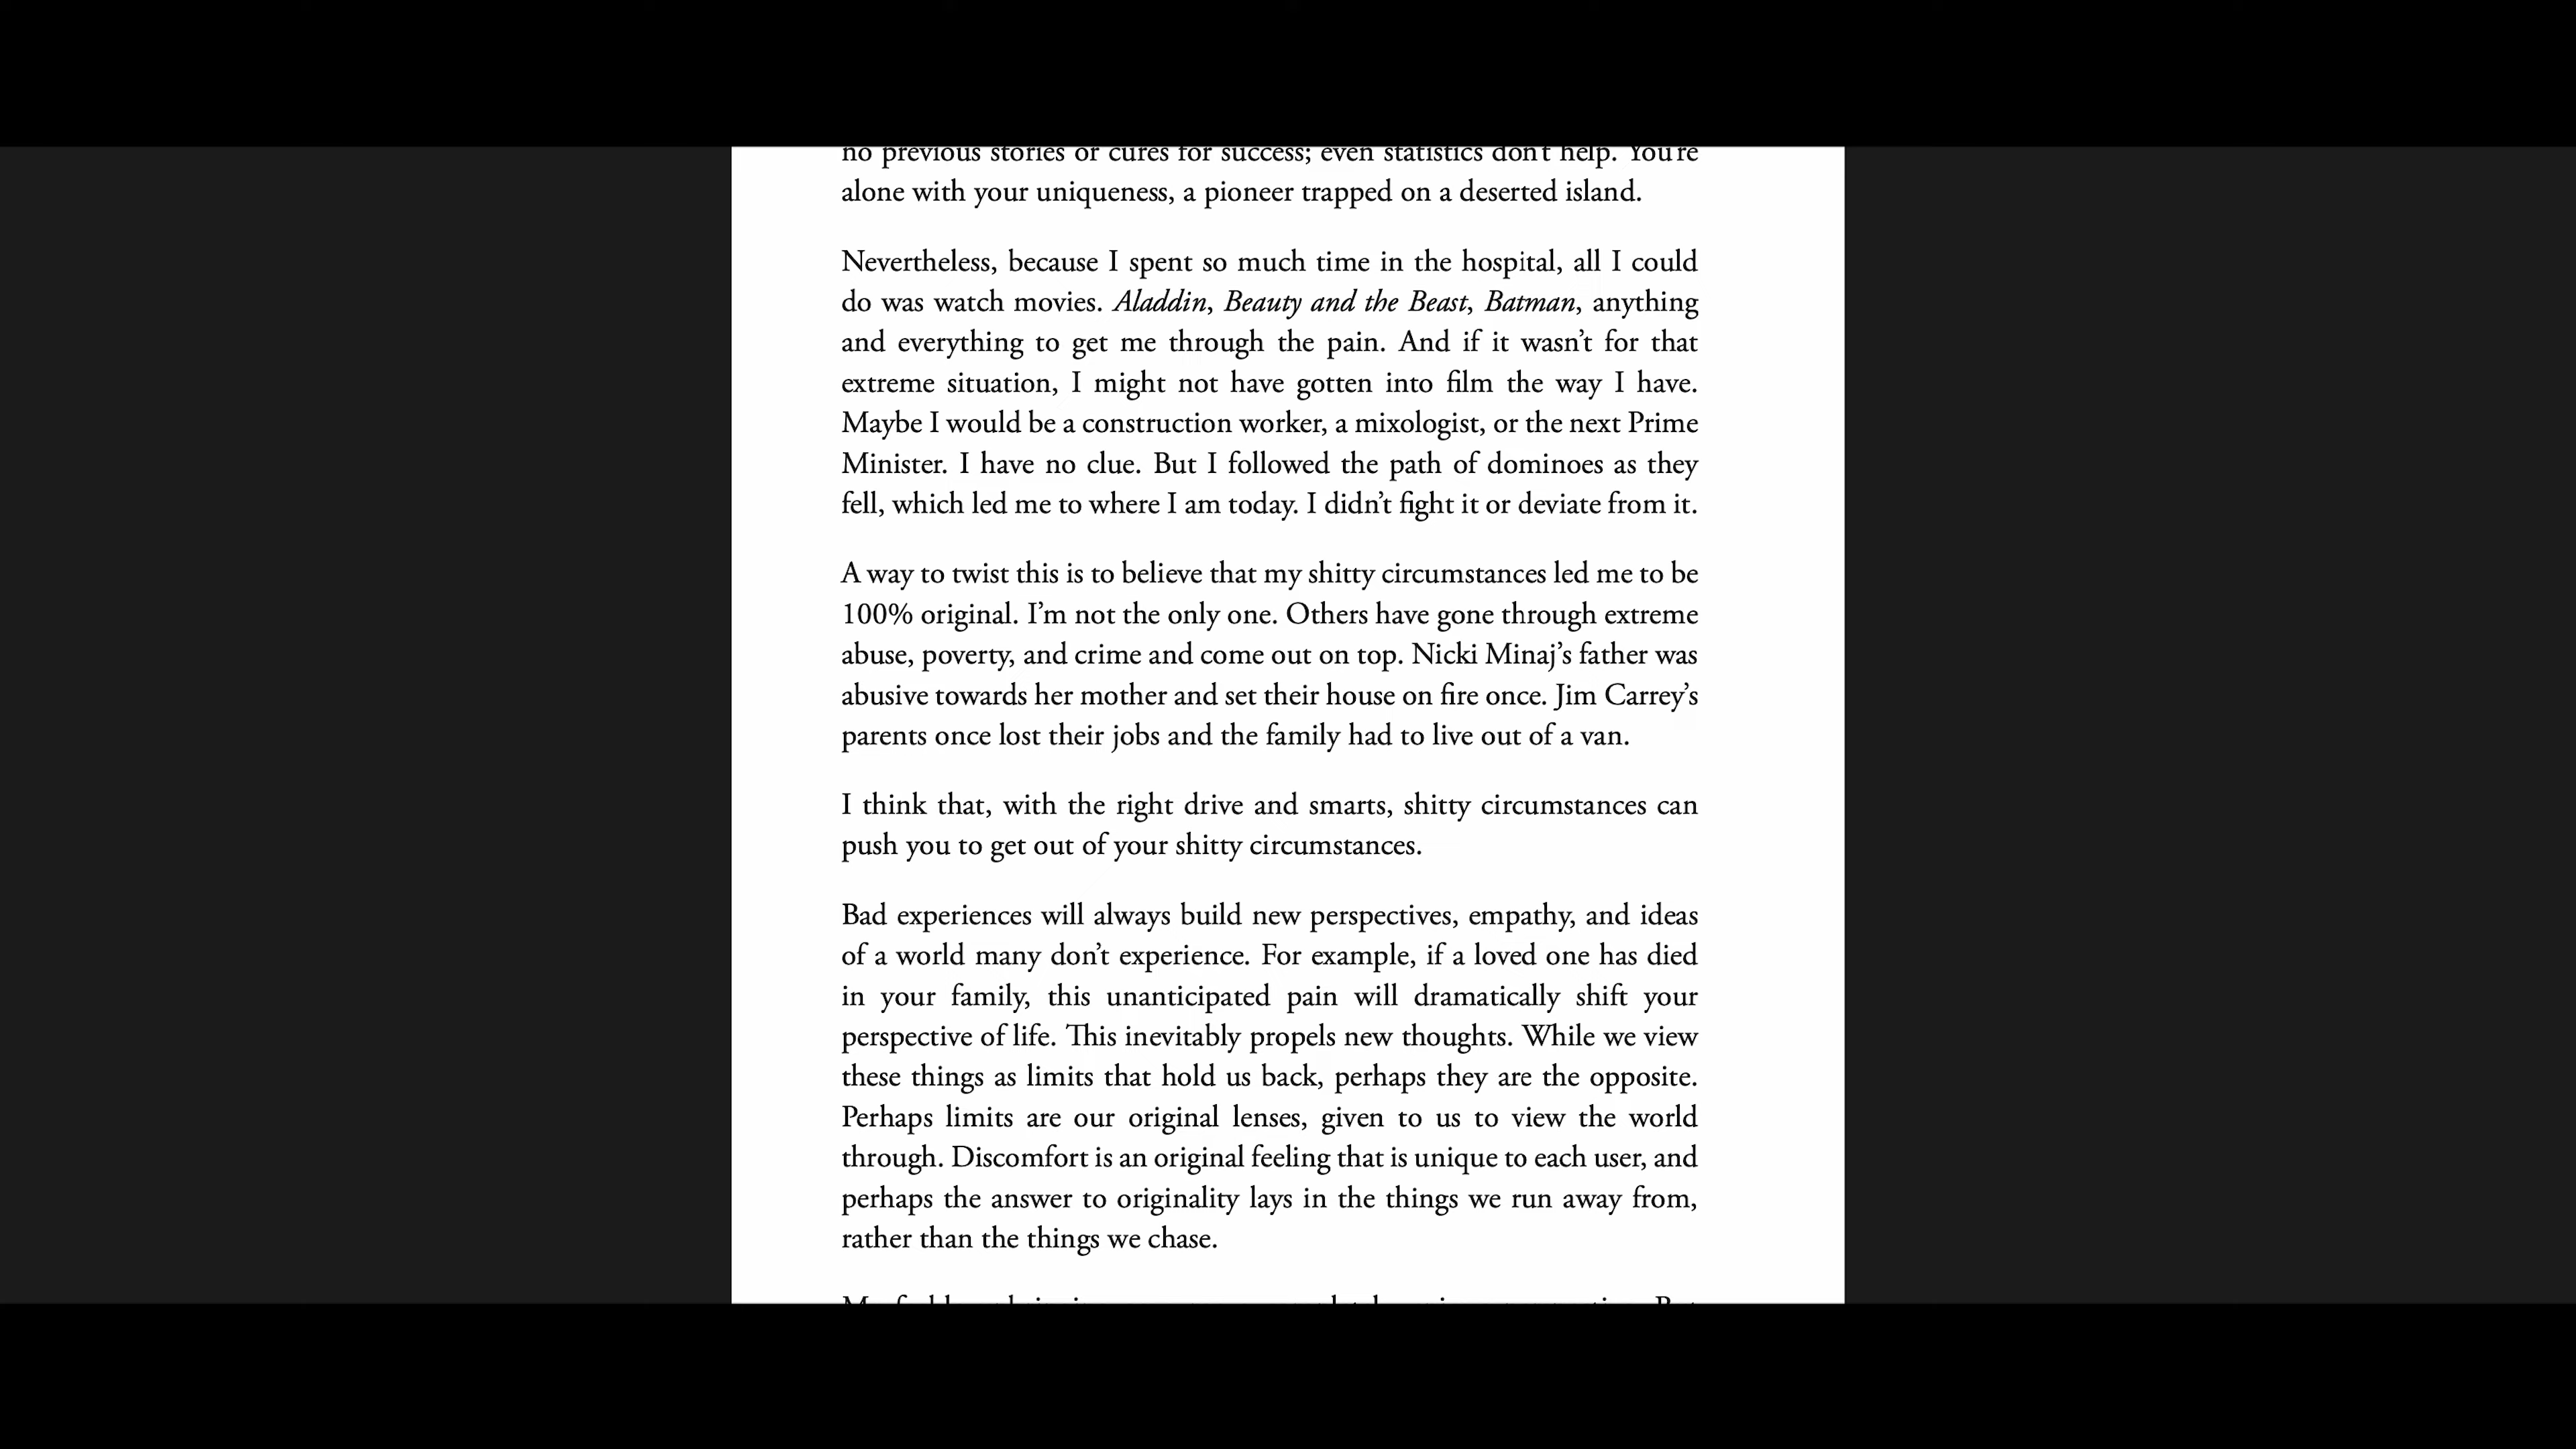 no previous stories or cures for success; even statistics don't help. You're
alone with your uniqueness, a pioneer trapped on a deserted island.
Nevertheless, because I spent so much time in the hospital, all I could
do was watch movies. Aladdin, Beauty and the Beast, Batman, anything
and everything to get me through the pain. And if it wasn’t for that
extreme situation, I might not have gotten into film the way I have.
Maybe I would be a construction worker, a mixologist, or the next Prime
Minister. I have no clue. But I followed the path of dominoes as they
fell, which led me to where I am today. I didn’t fight it or deviate from it.
A way to twist this is to believe that my shitty circumstances led me to be
100% original. I’m not the only one. Others have gone through extreme
abuse, poverty, and crime and come out on top. Nicki Minaj’s father was
abusive towards her mother and set their house on fire once. Jim Carrey’s
parents once lost their jobs and the family had to live out of a van.
I think that, with the right drive and smarts, shitty circumstances can
push you to get out of your shitty circumstances.
Bad experiences will always build new perspectives, empathy, and ideas
of a world many don’t experience. For example, if a loved one has died
in your family, this unanticipated pain will dramatically shift your
perspective of life. This inevitably propels new thoughts. While we view
these things as limits that hold us back, perhaps they are the opposite.
Perhaps limits are our original lenses, given to us to view the world
through. Discomfort is an original feeling that is unique to each user, and
perhaps the answer to originality lays in the things we run away from,
rather than the things we chase.